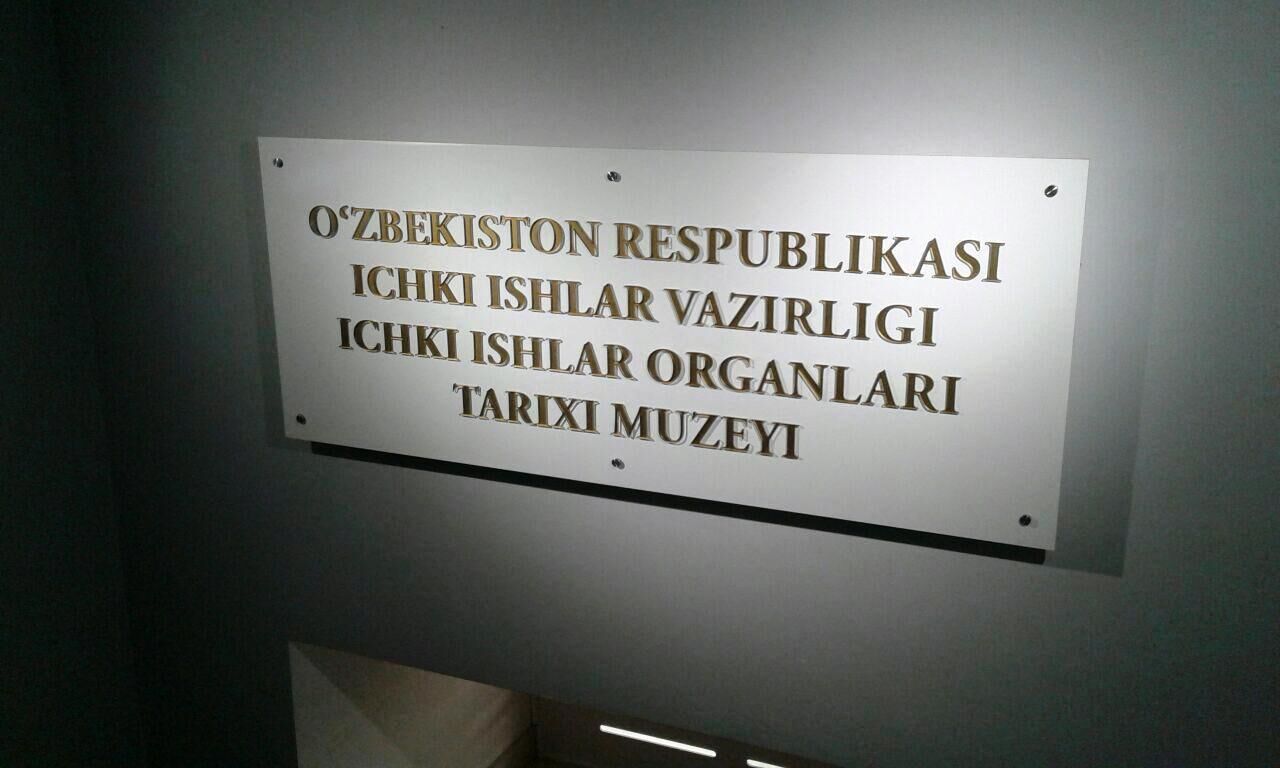 O‘ZBEKISTON RESPUBLIKASI
ICHKI ISHLAR VAZIRLIGI
ICHKI ISHLAR ORGANLARI
TARIXI MUZEYI